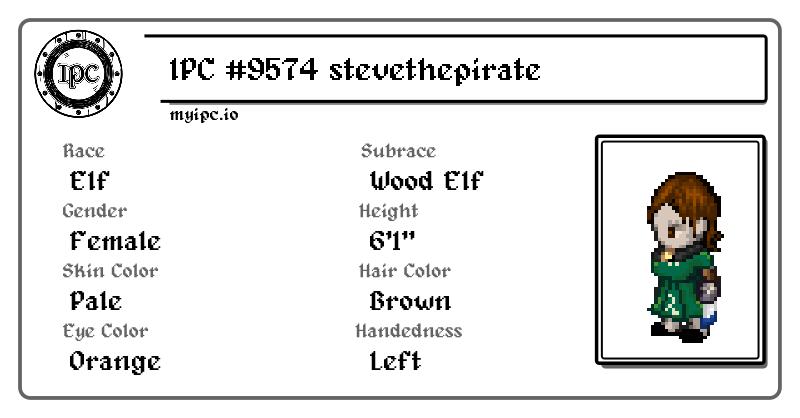 IPC
IPC #9574 stevethepirate
myipc.io
Race
Elf
Subrace
Wood Elf
Gender
Female
Height
6'1"
Skin Color
Pale
Hair Color
Brown
Eye Color
Orange
Handedness
Left